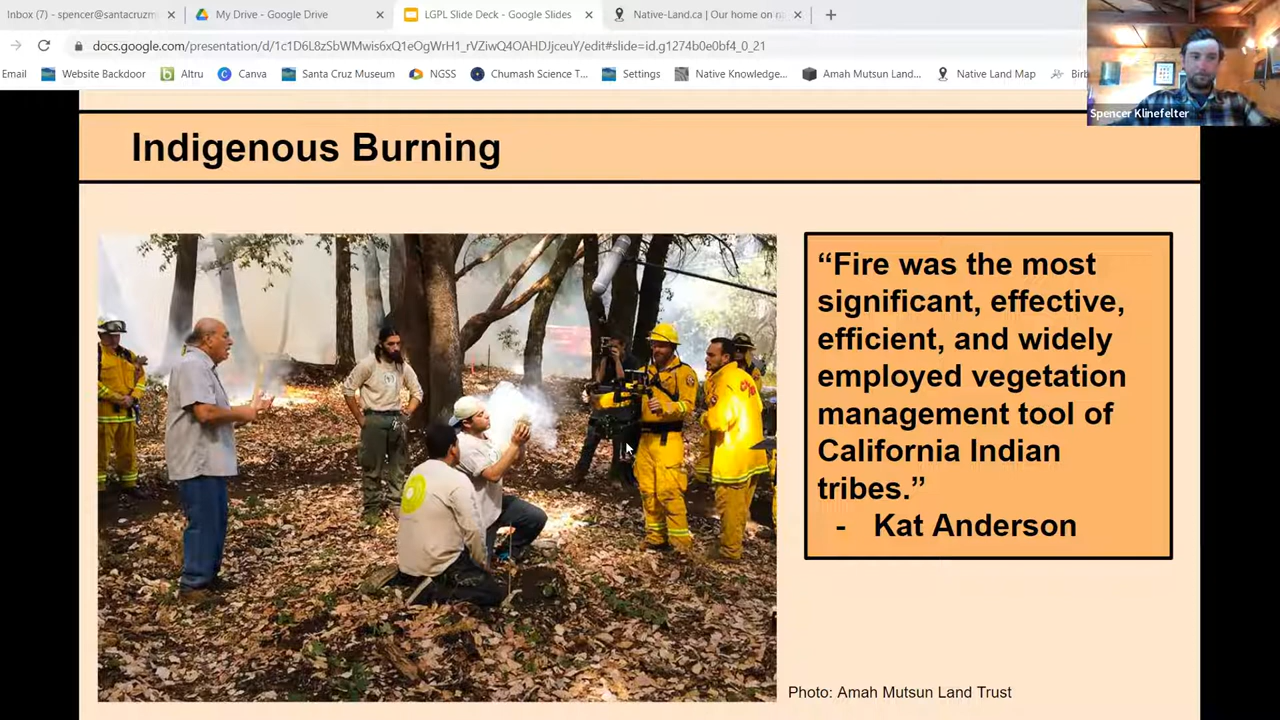 Inbox (7) - spencer@santacruzm
My Drive - Google Drive
LGPL Slide Deck - Google Slides
Native-Land.ca | Our home on na
docs.google.com/presentation/d/1c1D6L8zSbWMwis6xQ1eOgWrH1_rVZiwQ4OAHDJjceuY/edit#slide=id.g1274b0e0bf4_0_21
Email
Website Backdoor
Altru
Canva
Santa Cruz Museum
NGSS
Chumash Science T...
Settings
Native Knowledge...
Amah Mutsun Land...
Native Land Map
Birb
Spencer Klinefelter
Indigenous Burning
“Fire was the most
significant, effective,
efficient, and widely
employed vegetation
management tool of
California Indian
tribes.”
- Kat Anderson
Photo: Amah Mutsun Land Trust